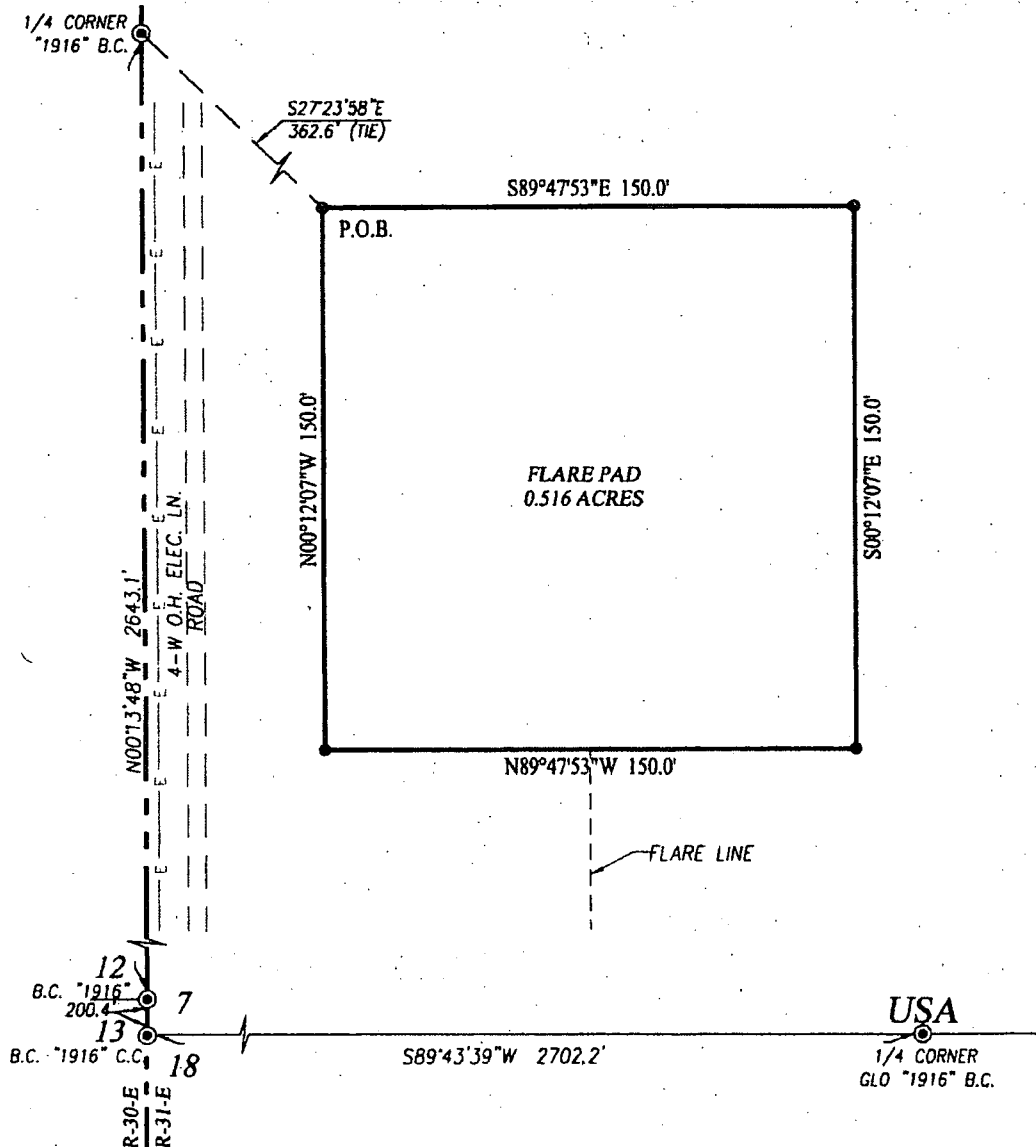 1/4 CORNER
"1916" B.C.
S27°23'58"E
362.6' (TIE)
S89°47'53"E 150.0'
P.O.B.
E
E
E
E
E
E
E
E
E
N00°13'48"W 2643.1'
4-W O.H. ELEC. LN.
ROAD
N00°12'07"W 150.0'
FLARE PAD
0.516 ACRES
S00°12'07"E 150.0'
N89°47'53"W 150.0'
FLARE LINE
12
B.C. "1916"
7
200.4'
13
B.C. "1916" C.C.
18
S89°43'39"W 2702.2'
USA
1/4 CORNER
GLO "1916" B.C.
R-30-E
R-31-E